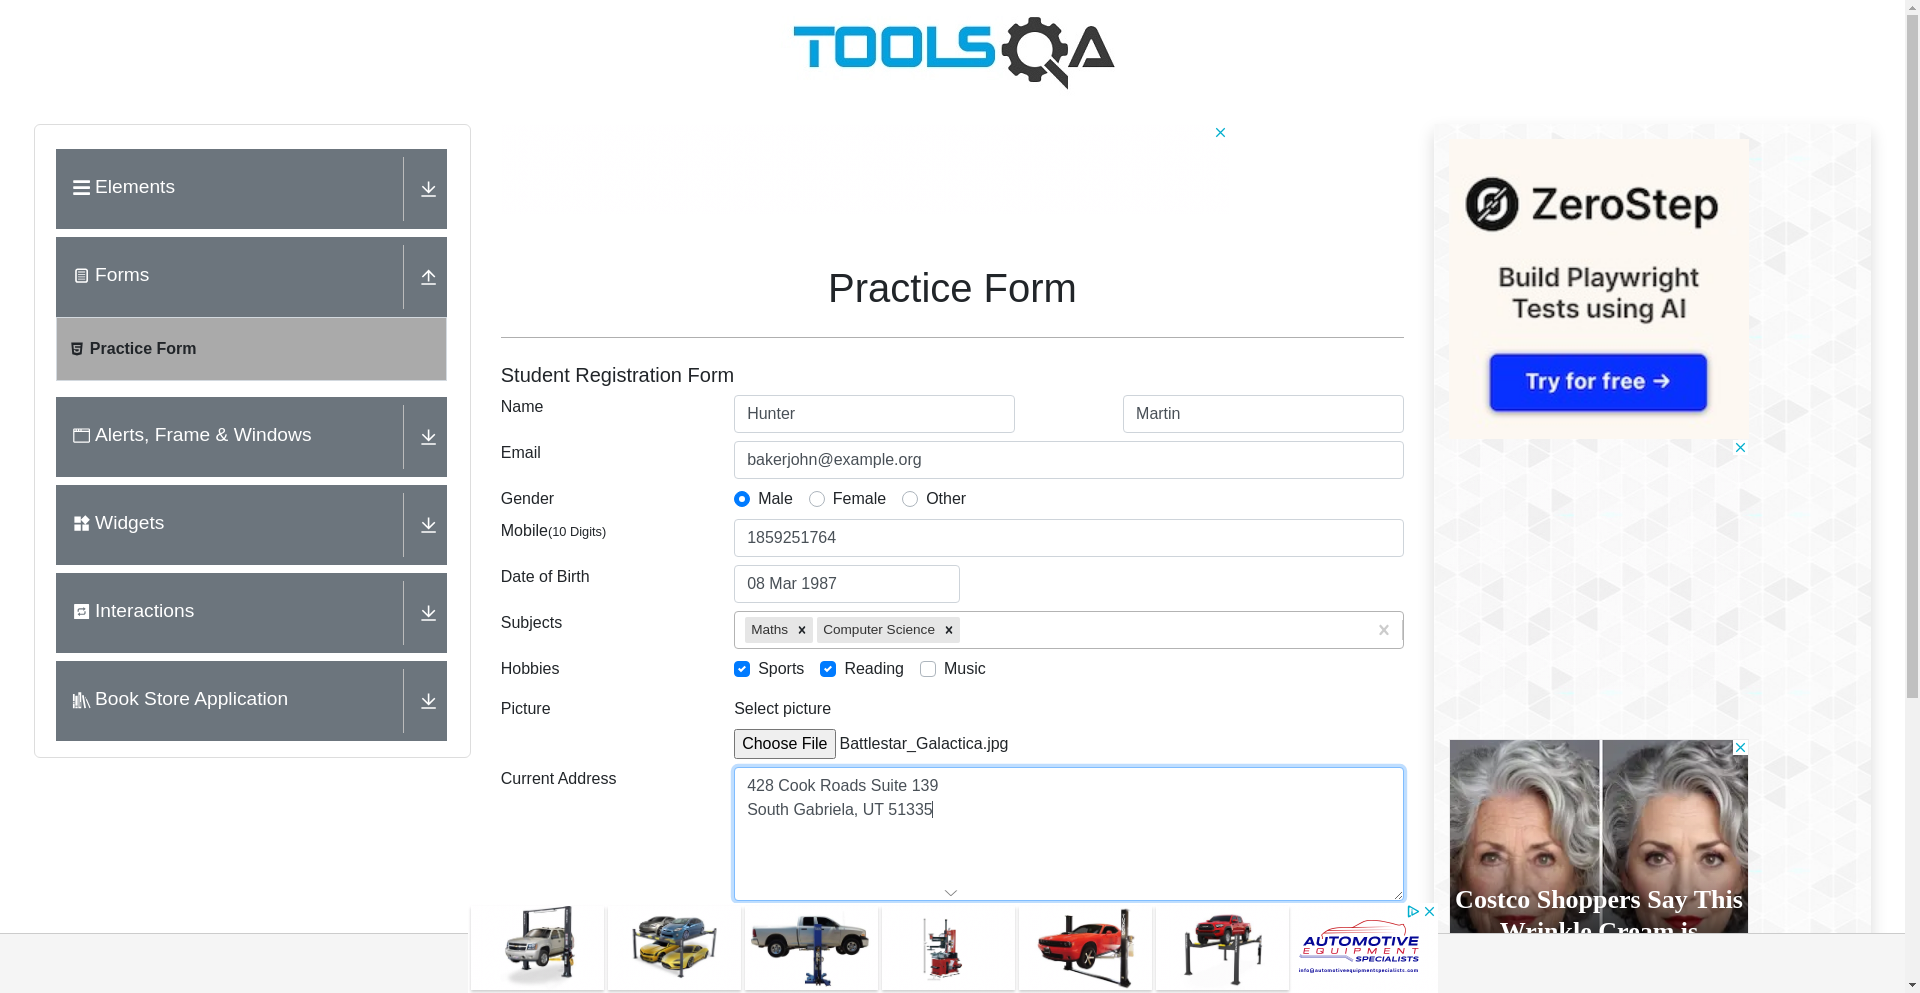 TOOLSQA
Elements
Forms
Practice Form
Alerts, Frame & Windows
Widgets
Interactions
Book Store Application
Practice Form
Student Registration Form
Name
Hunter
Martin
Email
bakerjohn@example.org
Gender
Male
Female
Other
Mobile(10 Digits)
1859251764
Date of Birth
08 Mar 1987
Subjects
Maths
Computer Science
Hobbies
Sports
Reading
Music
Picture
Select picture
Choose File Battlestar_Galactica.jpg
Current Address
428 Cook Roads Suite 139
South Gabriela, UT 51335
ZeroStep
Build Playwright
Tests using AI
Try for free →
Costco Shoppers Say This
Wrinkle Cream is
AUTOMOTIVE
EQUIPMENT
SPECIALISTS
info@automotiveequipmentspecialists.com